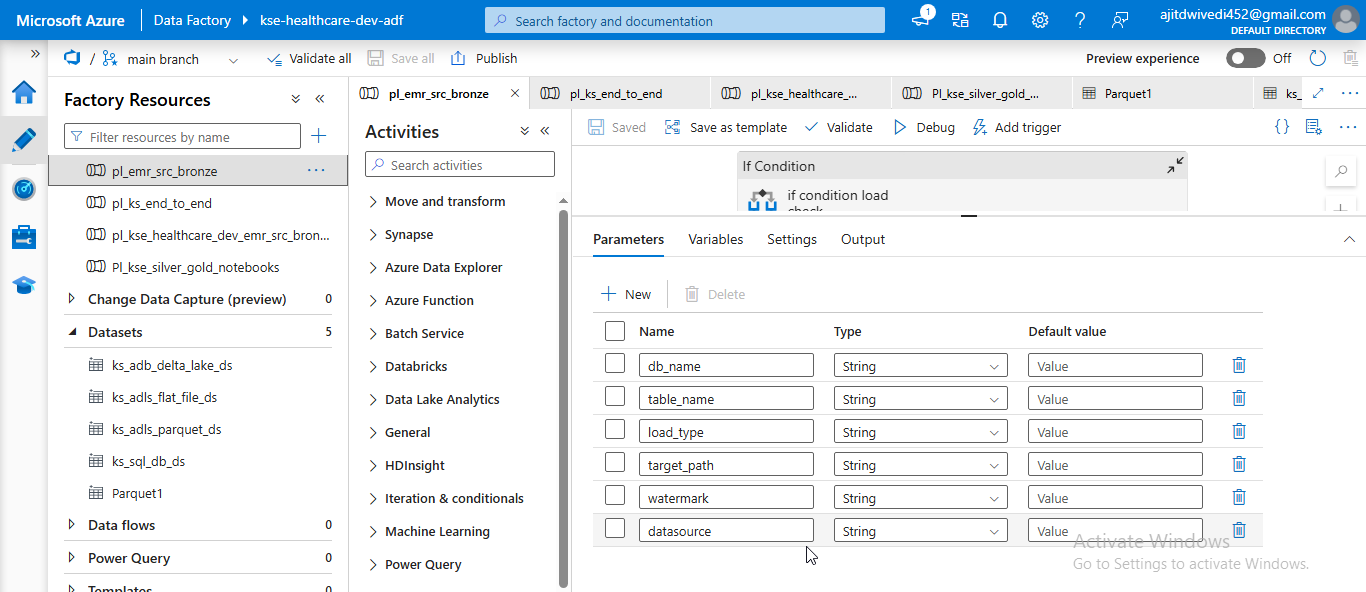 Microsoft Azure
Data Factory
kse-healthcare-dev-adf
Search factory and documentation
1
ajitdwivedi452@gmail.com
DEFAULT DIRECTORY
/
main branch
Validate all
Save all
Publish
Preview experience
Off
Factory Resources
Filter resources by name
pl_emr_src_bronze
pl_ks_end_to_end
pl_kse_healthcare_dev_emr_src_bron...
Pl_kse_silver_gold_notebooks
Change Data Capture (preview) 0
Datasets 5
ks_adb_delta_lake_ds
ks_adls_flat_file_ds
ks_adls_parquet_ds
ks_sql_db_ds
Parquet1
Data flows 0
Power Query 0
Templates 0
pl_emr_src_bronze
pl_ks_end_to_end
pl_kse_healthcare_...
Pl_kse_silver_gold_...
Parquet1
ks_
Activities
Search activities
Move and transform
Synapse
Azure Data Explorer
Azure Function
Batch Service
Databricks
Data Lake Analytics
General
HDInsight
Iteration & conditionals
Machine Learning
Power Query
Saved
Save as template
Validate
Debug
Add trigger
If Condition
if condition load
check
Parameters
Variables
Settings
Output
New
Delete
Name Type Default value
db_name String Value
table_name String Value
load_type String Value
target_path String Value
watermark String Value
datasource String Value
Activate Windows
Go to Settings to activate Windows.